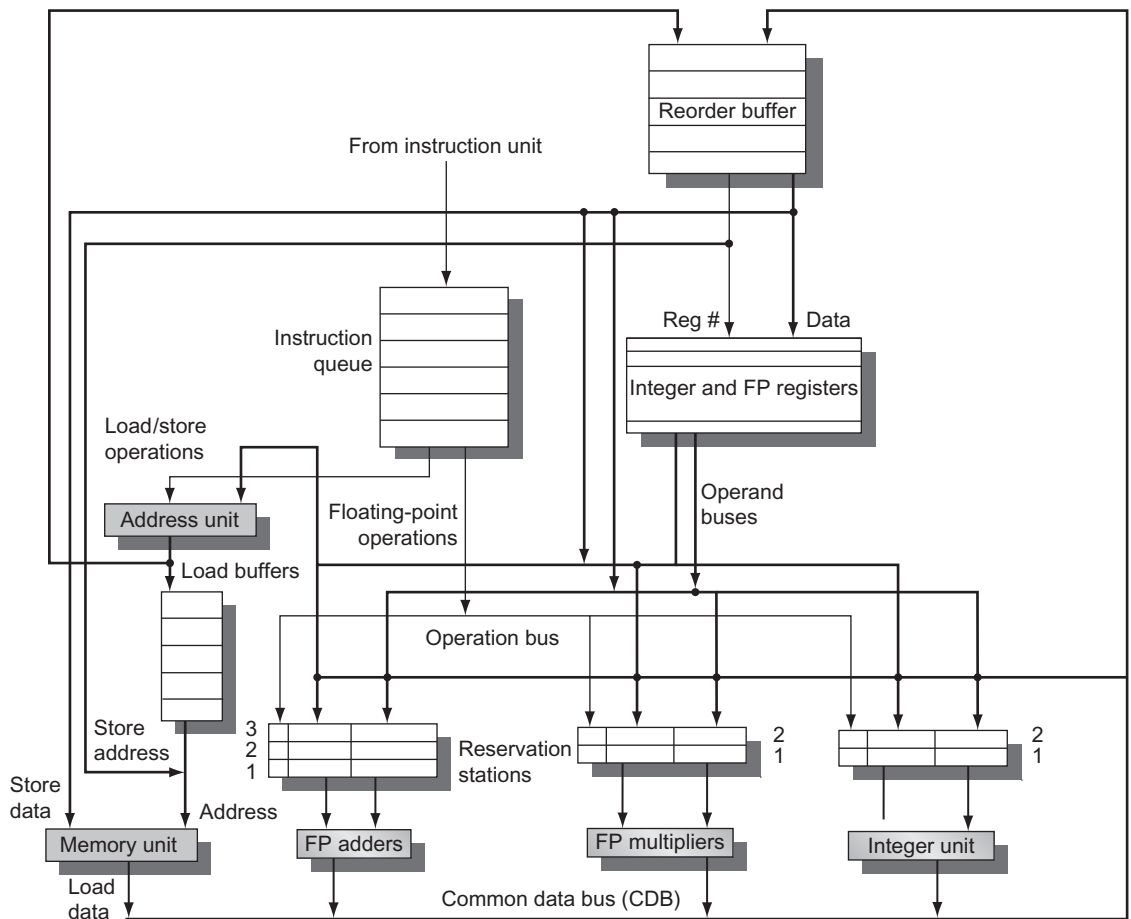 Reorder buffer
From instruction unit
Reg #
Data
Instruction
queue
Integer and FP registers
Load/store
operations
Operand
buses
Address unit
Floating-point
operations
Load buffers
Operation bus
Store
address
3
2
1
Reservation
stations
2
1
2
1
Store
data
Address
Memory unit
FP adders
FP multipliers
Integer unit
Load
data
Common data bus (CDB)